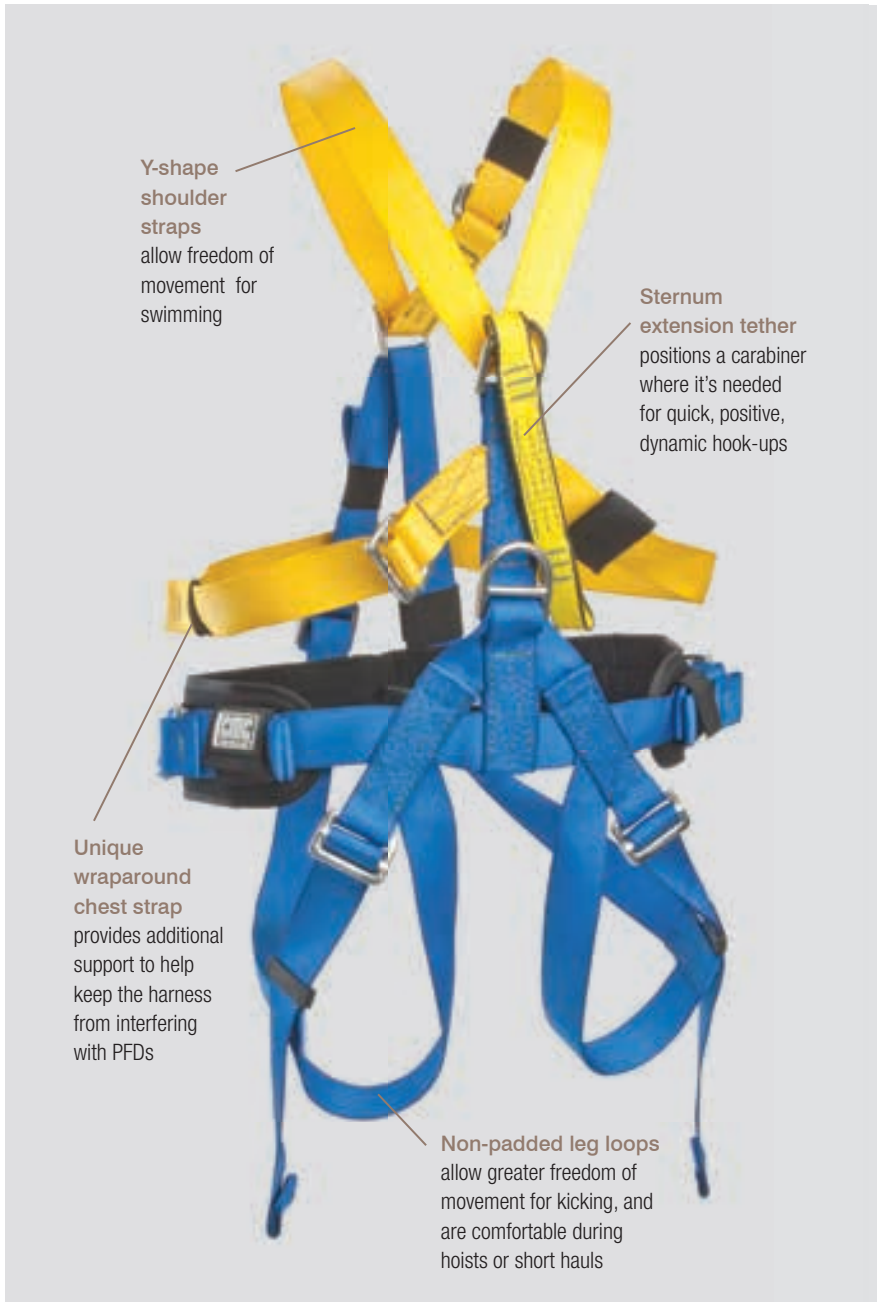 Y-shape
shoulder
straps
allow freedom of
movement for
swimming
Sternum
extension tether
positions a carabiner
where it's needed
for quick, positive,
dynamic hook-ups
CMC
Unique
wraparound
chest strap
provides additional
support to help
keep the harness
from interfering
with PFDs
Non-padded leg loops
allow greater freedom of
movement for kicking, and
are comfortable during
hoists or short hauls